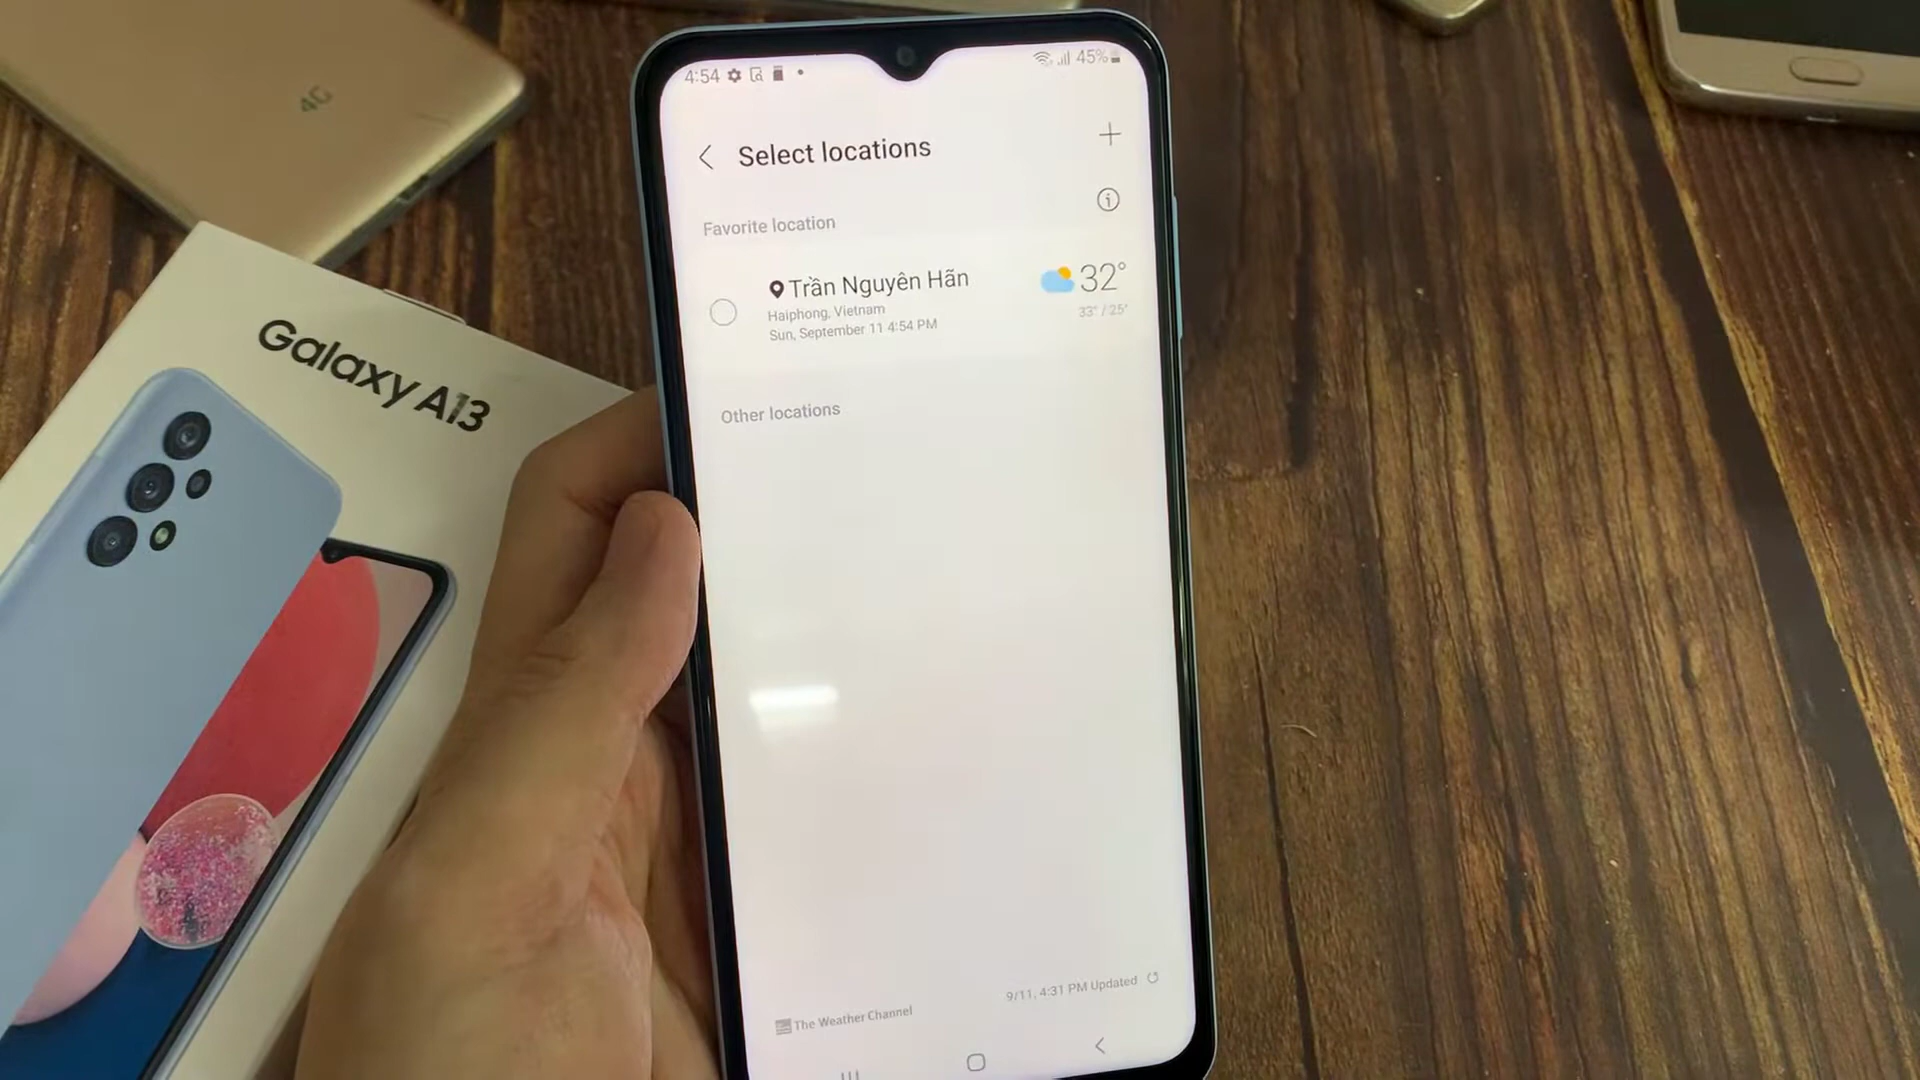 4G
Galaxy A13
4:54
45%
Select locations
Favorite location
Trần Nguyên Hãn
32°
Haiphong, Vietnam
33° / 25°
Sun, September 11 4:54 PM
Other locations
9/11, 4:31 PM Updated
The Weather Channel